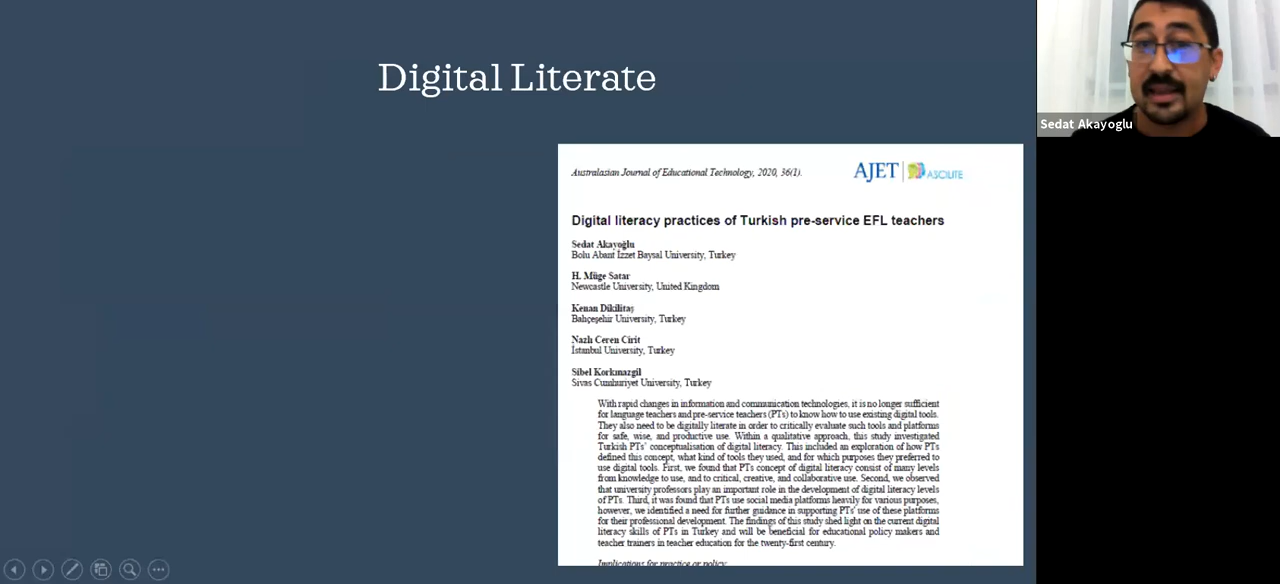 Digital Literate
Sedat Akayoglu
Australasian Journal of Educational Technology, 2020, 36(1).
AJET
ASCILITE
Digital literacy practices of Turkish pre-service EFL teachers
Sedat Akayoğlu
Bolu Abant İzzet Baysal University, Turkey
H. Müge Satar
Newcastle University, United Kingdom
Kenan Dikilitaş
Bahçeşehir University, Turkey
Nazlı Ceren Cirit
İstanbul University, Turkey
Sibel Korkmazgil
Sivas Cumhuriyet University, Turkey
With rapid changes in information and communication technologies, it is no longer sufficient
for language teachers and pre-service teachers (PTs) to know how to use existing digital tools.
They also need to be digitally literate in order to critically evaluate such tools and platforms
for safe, wise, and productive use. Within a qualitative approach, this study investigated
Turkish PTs' conceptualisation of digital literacy. This included an exploration of how PTs
defined this concept, what kind of tools they used, and for which purposes they preferred to
use digital tools. First, we found that PTs concept of digital literacy consist of many levels
from knowledge to use, and to critical, creative, and collaborative use. Second, we observed
that university professors play an important role in the development of digital literacy levels
of PTs. Third, it was found that PTs use social media platforms heavily for various purposes,
however, we identified a need for further guidance in supporting PTs' use of these platforms
for their professional development. The findings of this study shed light on the current digital
literacy skills of PTs in Turkey and will be beneficial for educational policy makers and
teacher trainers in teacher education for the twenty-first century.
Implications for practice or policy